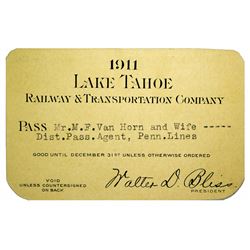 1911
LAKE TAHOE
RAILWAY & TRANSPORTATION COMPANY
PASS Mr.M.F.Van Horn and Wife -----
Dist.Pass.Agent, Penn.Lines
GOOD UNTIL DECEMBER 31ST UNLESS OTHERWISE ORDERED
VOID
UNLESS COUNTERSIGNED
ON BACK
Walter D. Bliss
PRESIDENT